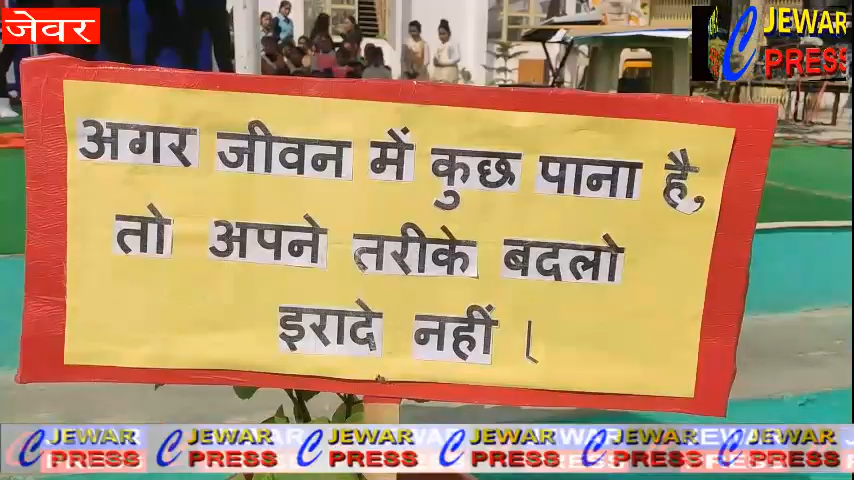 जेवर
JEWAR
PRESS
अगर जीवन में कुछ पाना है,
तो अपने तरीके बदलो
इरादे नहीं ।
JEWAR PRESS JEWAR PRESS JEWAR PRESS JEWAR PRESS JEWAR PRESS JEWAR PRESS